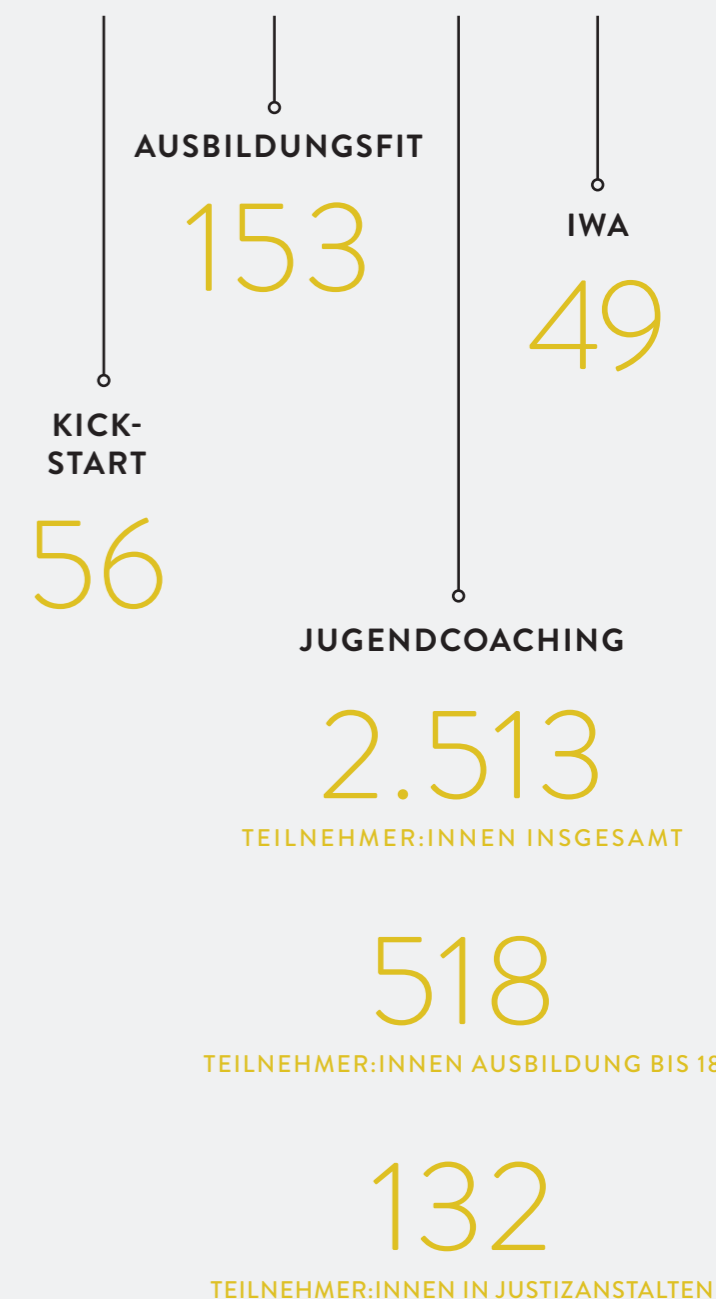 AUSBILDUNGSFIT
153
IWA
49
KICK-
START
56
JUGENDCOACHING
2.513
TEILNEHMER:INNEN INSGESAMT
518
TEILNEHMER:INNEN AUSBILDUNG BIS 18
132
TEILNEHMER:INNEN IN JUSTIZANSTALTEN